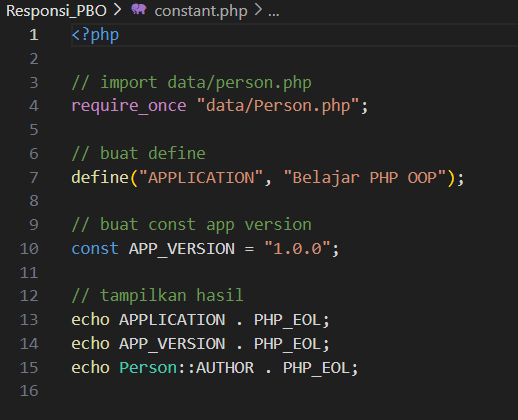 Responsi_PBO > constant.php > ...
1 <?php
2
3 // import data/person.php
4 require_once "data/Person.php";
5
6 // buat define
7 define("APPLICATION", "Belajar PHP OOP");
8
9 // buat const app version
10 const APP_VERSION = "1.0.0";
11
12 // tampilkan hasil
13 echo APPLICATION . PHP_EOL;
14 echo APP_VERSION . PHP_EOL;
15 echo Person::AUTHOR . PHP_EOL;
16